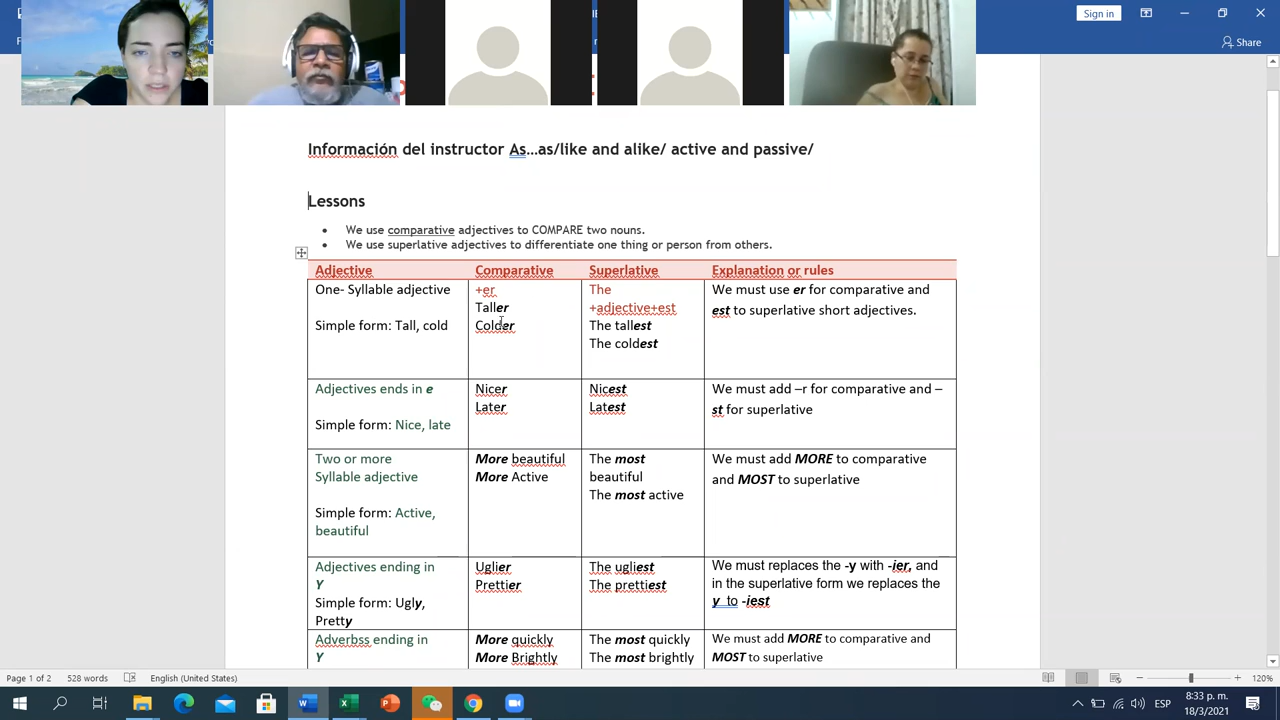 Sign in
Share
Información del instructor As...as/like and alike/ active and passive/
Lessons
• We use comparative adjectives to COMPARE two nouns.
• We use superlative adjectives to differentiate one thing or person from others.
Adjective Comparative Superlative Explanation or rules
One- Syllable adjective
Simple form: Tall, cold
+er
Taller
Colder
The
+adjective+est
The tallest
The coldest
We must use er for comparative and
est to superlative short adjectives.
Adjectives ends in e
Simple form: Nice, late
Nicer
Later
Nicest
Latest
We must add –r for comparative and –
st for superlative
Two or more
Syllable adjective
Simple form: Active,
beautiful
More beautiful
More Active
The most
beautiful
The most active
We must add MORE to comparative
and MOST to superlative
Adjectives ending in
Y
Simple form: Ugly,
Pretty
Uglier
Prettier
The ugliest
The prettiest
We must replaces the -y with -ier, and
in the superlative form we replaces the
y to -iest
Adverbss ending in
Y
More quickly
More Brightly
The most quickly
The most brightly
We must add MORE to comparative and
MOST to superlative
Page 1 of 2 528 words English (United States) 120%
ESP 8:33 p. m.
18/3/2021